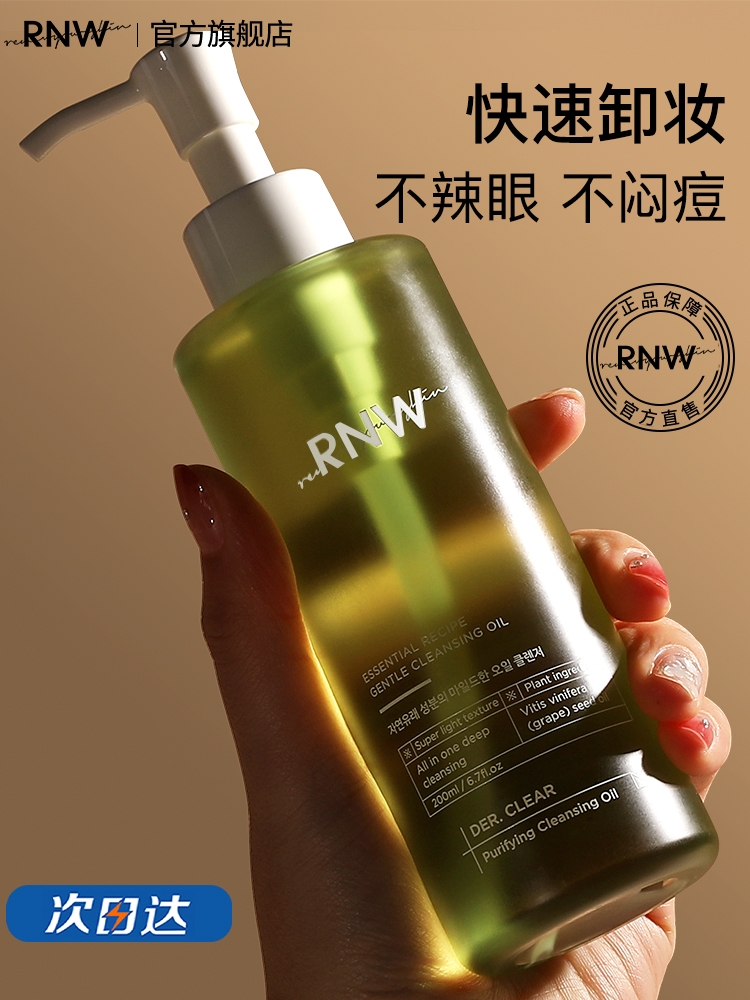 RNW | 官方旗舰店
快速卸妆
不辣眼 不闷痘
正品保障
RNW
官方直售
RNW
ESSENTIAL RECIPE
GENTLE CLEANSING OIL
자연유래 성분의 마일드한 오일 클렌저
※ Super light texture
All in one deep
cleansing
※ Plant ingre
Vitis vinifera
(grape) seed oil
200ml / 6.7fl.oz
DER. CLEAR
Purifying Cleansing Oil
次日达